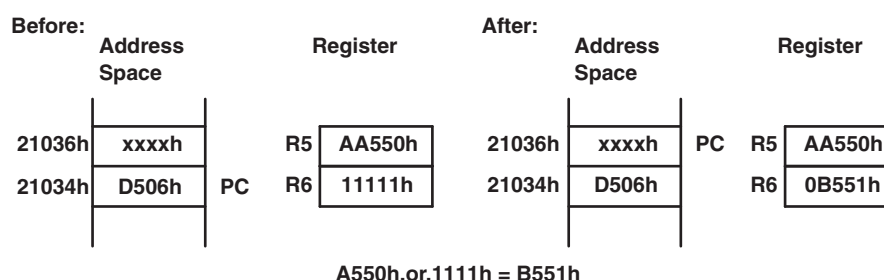 Before:
Address
Space
Register
21036h xxxxh R5 AA550h
21034h D506h PC R6 11111h
After:
Address
Space
Register
21036h xxxxh PC R5 AA550h
21034h D506h R6 0B551h
A550h.or.1111h = B551h